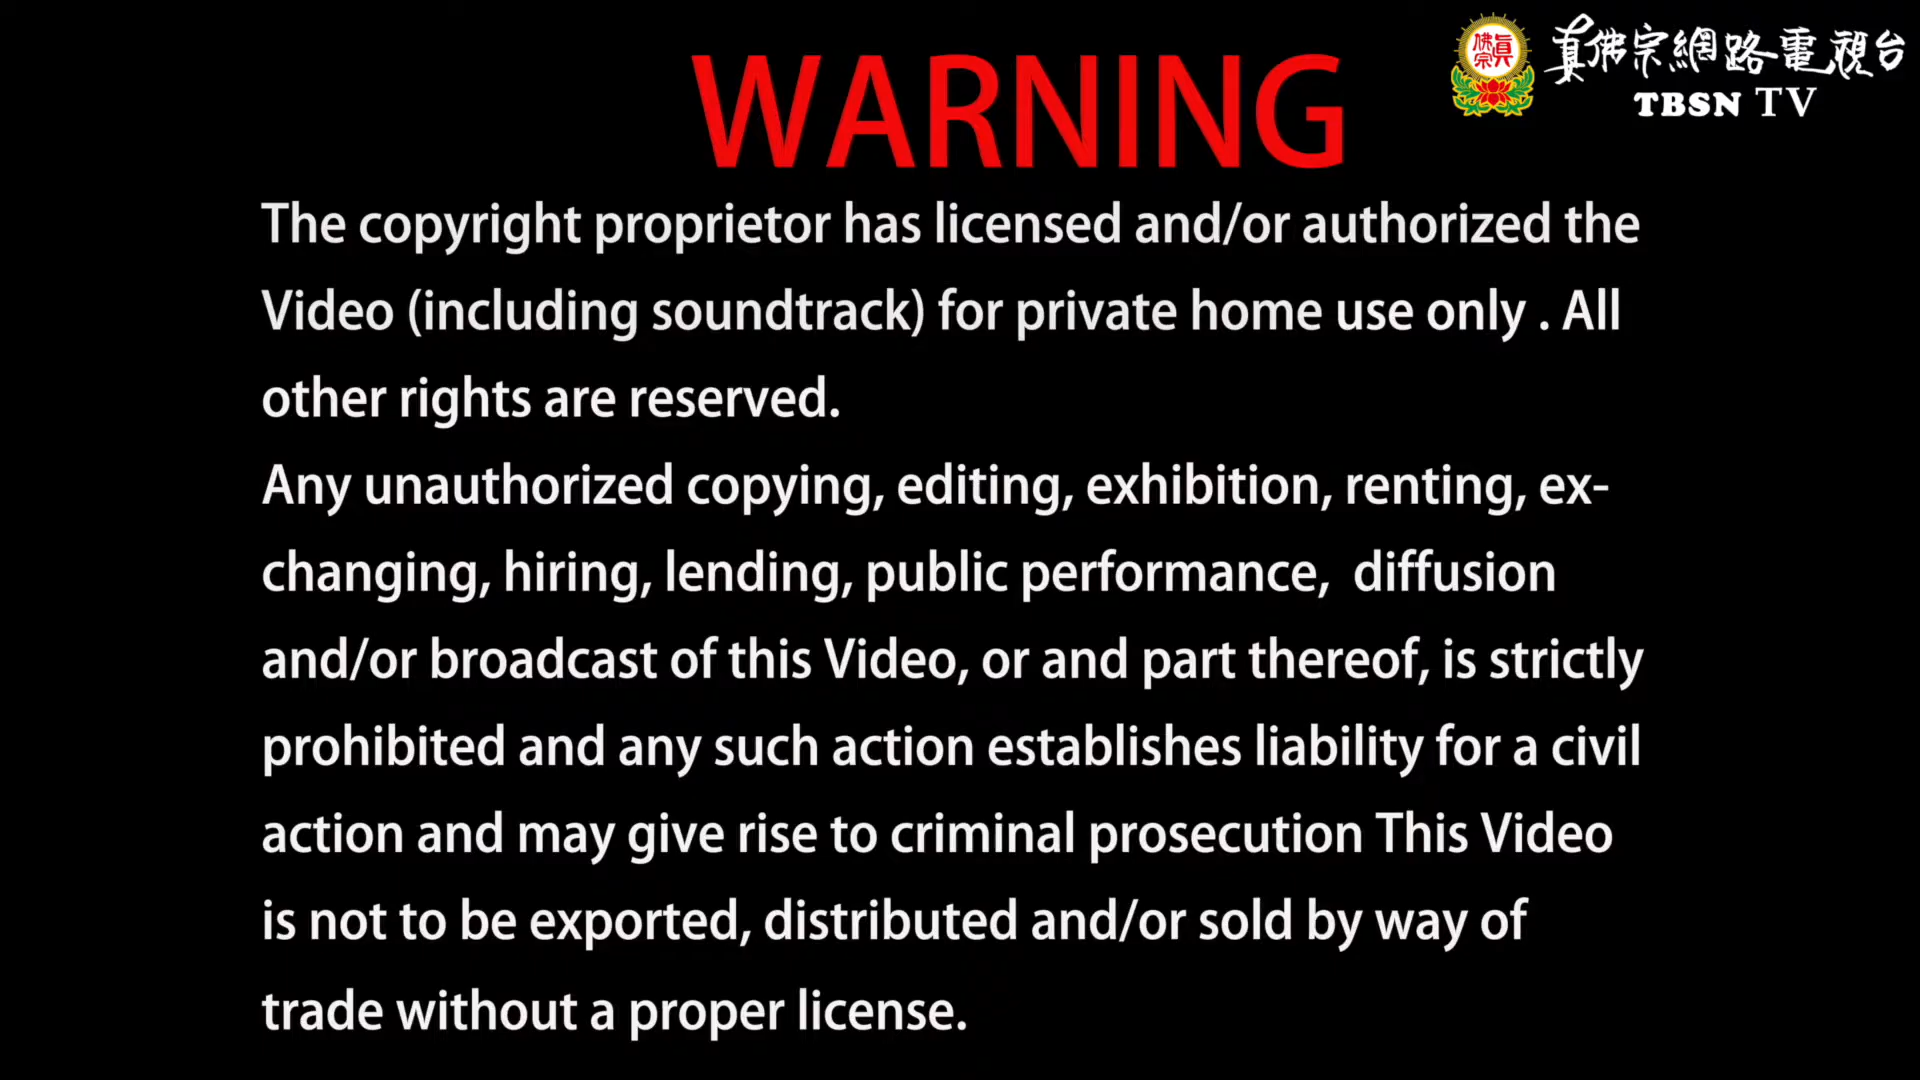 WARNING
真佛宗網路電視台
TBSN TV
真佛宗
The copyright proprietor has licensed and/or authorized the
Video (including soundtrack) for private home use only . All
other rights are reserved.
Any unauthorized copying, editing, exhibition, renting, ex-
changing, hiring, lending, public performance,  diffusion
and/or broadcast of this Video, or and part thereof, is strictly
prohibited and any such action establishes liability for a civil
action and may give rise to criminal prosecution This Video
is not to be exported, distributed and/or sold by way of
trade without a proper license.